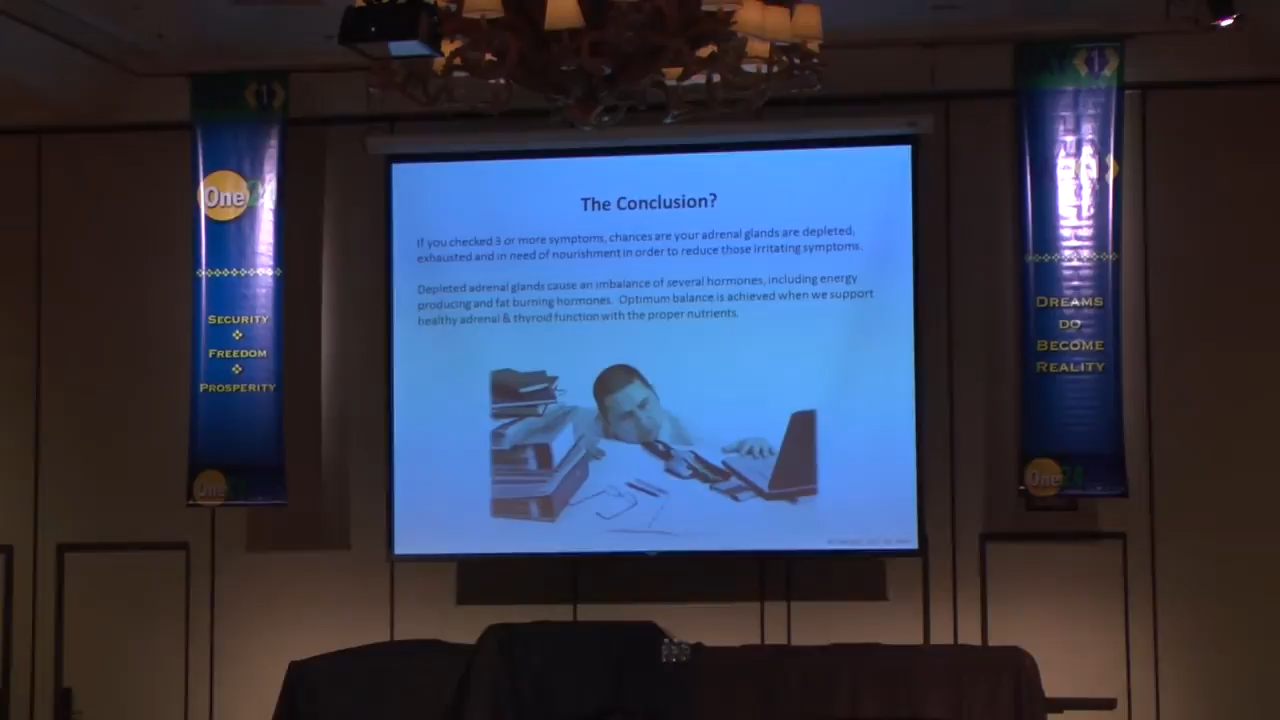 The Conclusion?
If you checked 3 or more symptoms, chances are your adrenal glands are depleted,
exhausted and in need of nourishment in order to reduce those irritating symptoms.
Depleted adrenal glands cause an imbalance of several hormones, including energy
producing and fat burning hormones. Optimum balance is achieved when we support
healthy adrenal & thyroid function with the proper nutrients.
One24
SECURITY
FREEDOM
PROSPERITY
One24
DREAMS
DO
BECOME
REALITY
One24